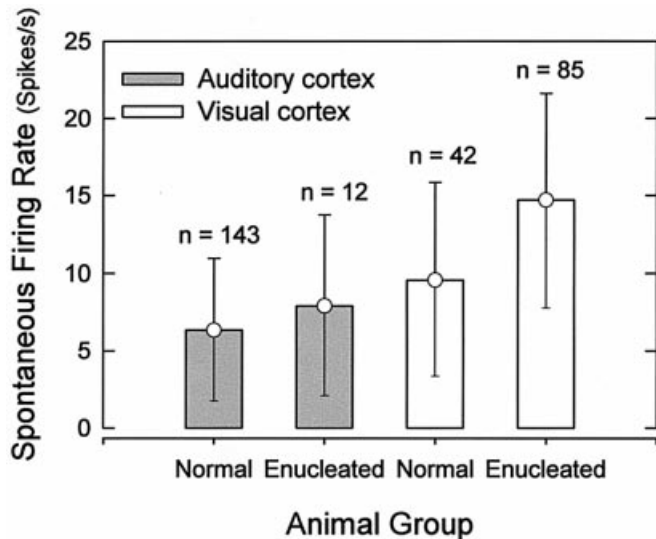 Spontaneous Firing Rate (Spikes/s)
25
20
15
10
5
0
Auditory cortex
Visual cortex
n = 143
n = 12
n = 42
n = 85
Normal Enucleated Normal Enucleated
Animal Group